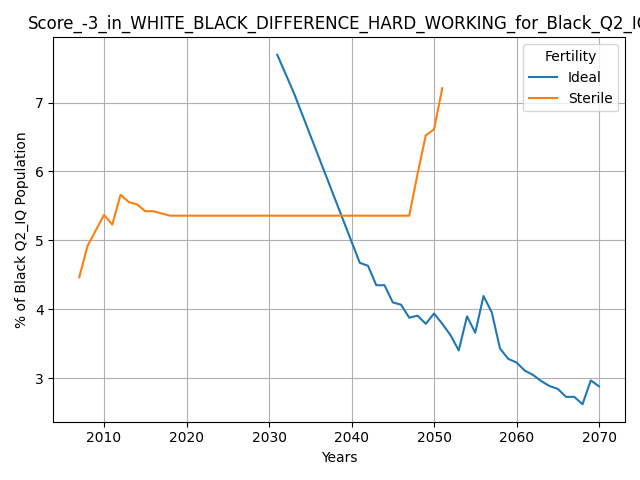 Score_-3_in_WHITE_BLACK_DIFFERENCE_HARD_WORKING_for_Black_Q2_IQ
Fertility
Ideal
Sterile
% of Black Q2_IQ Population
7
6
5
4
3
2010 2020 2030 2040 2050 2060 2070
Years